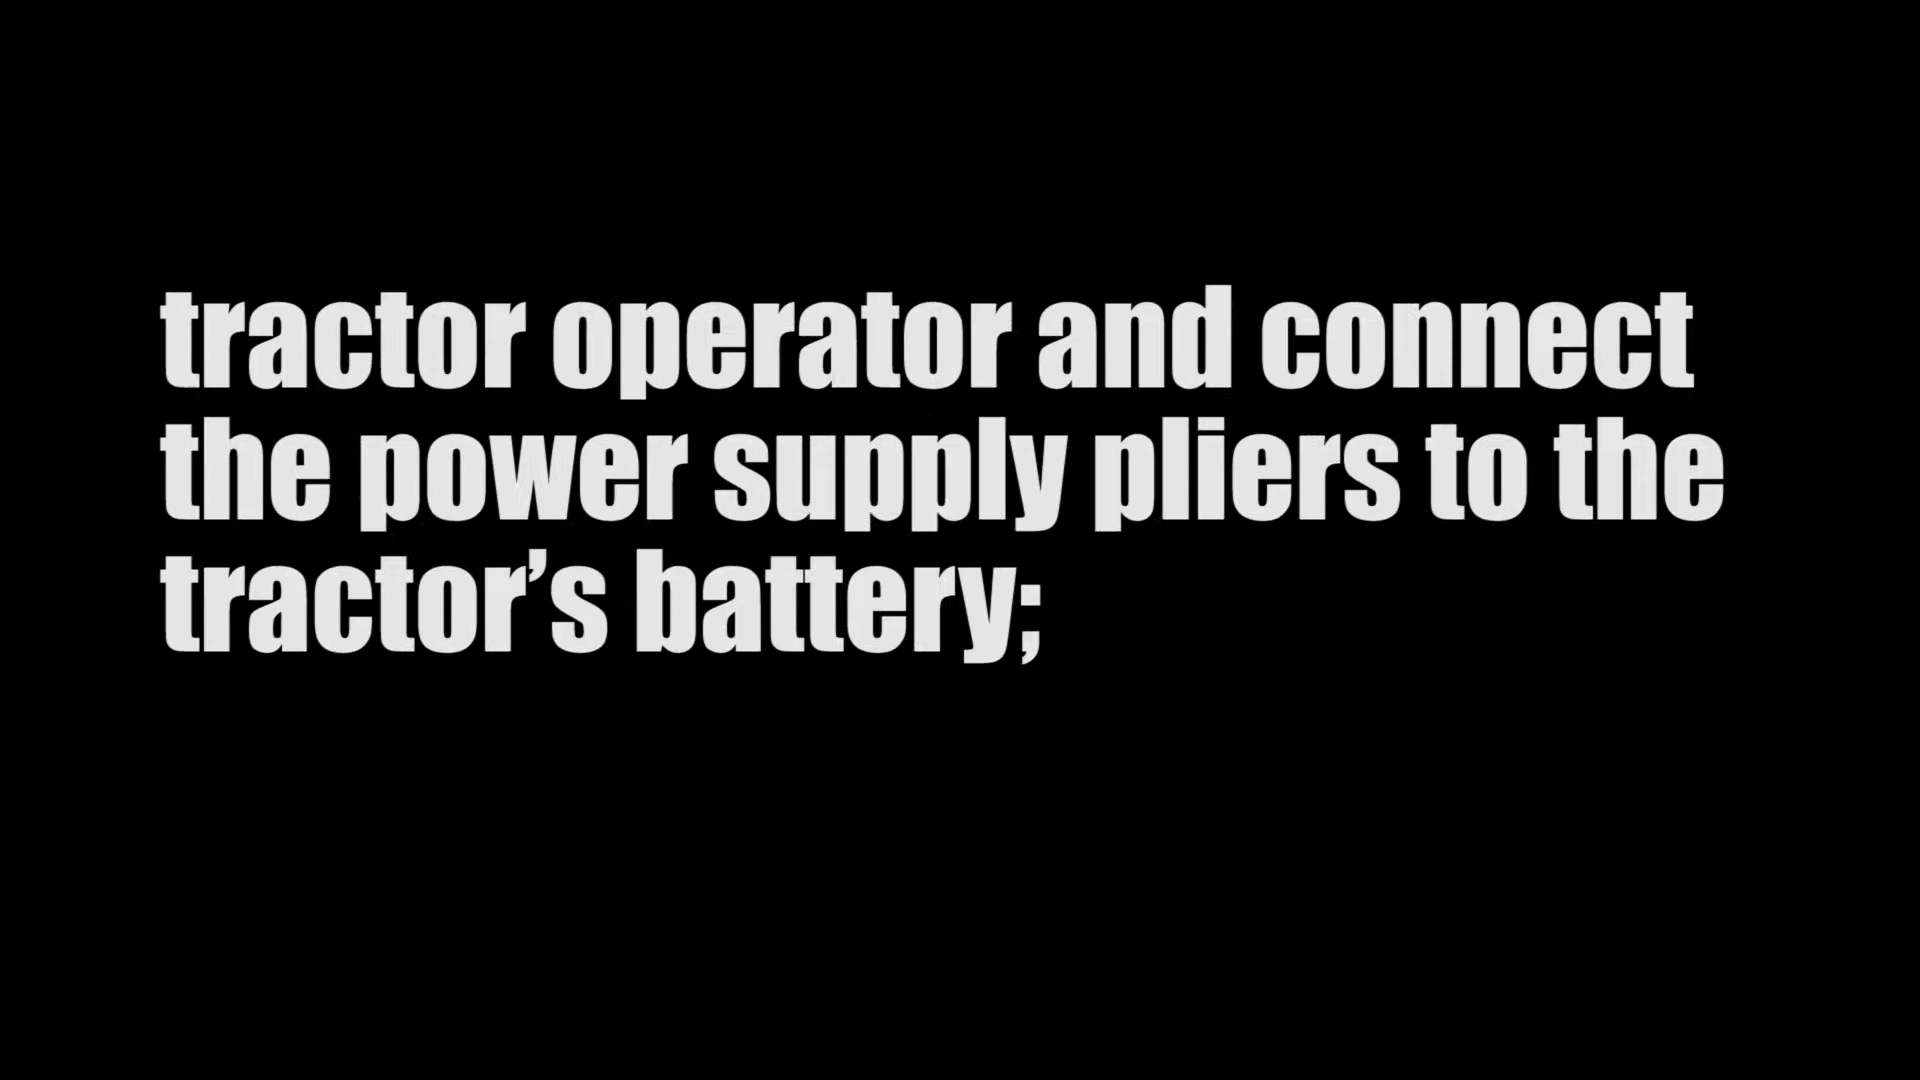 tractor operator and connect
the power supply pliers to the
tractor’s battery;